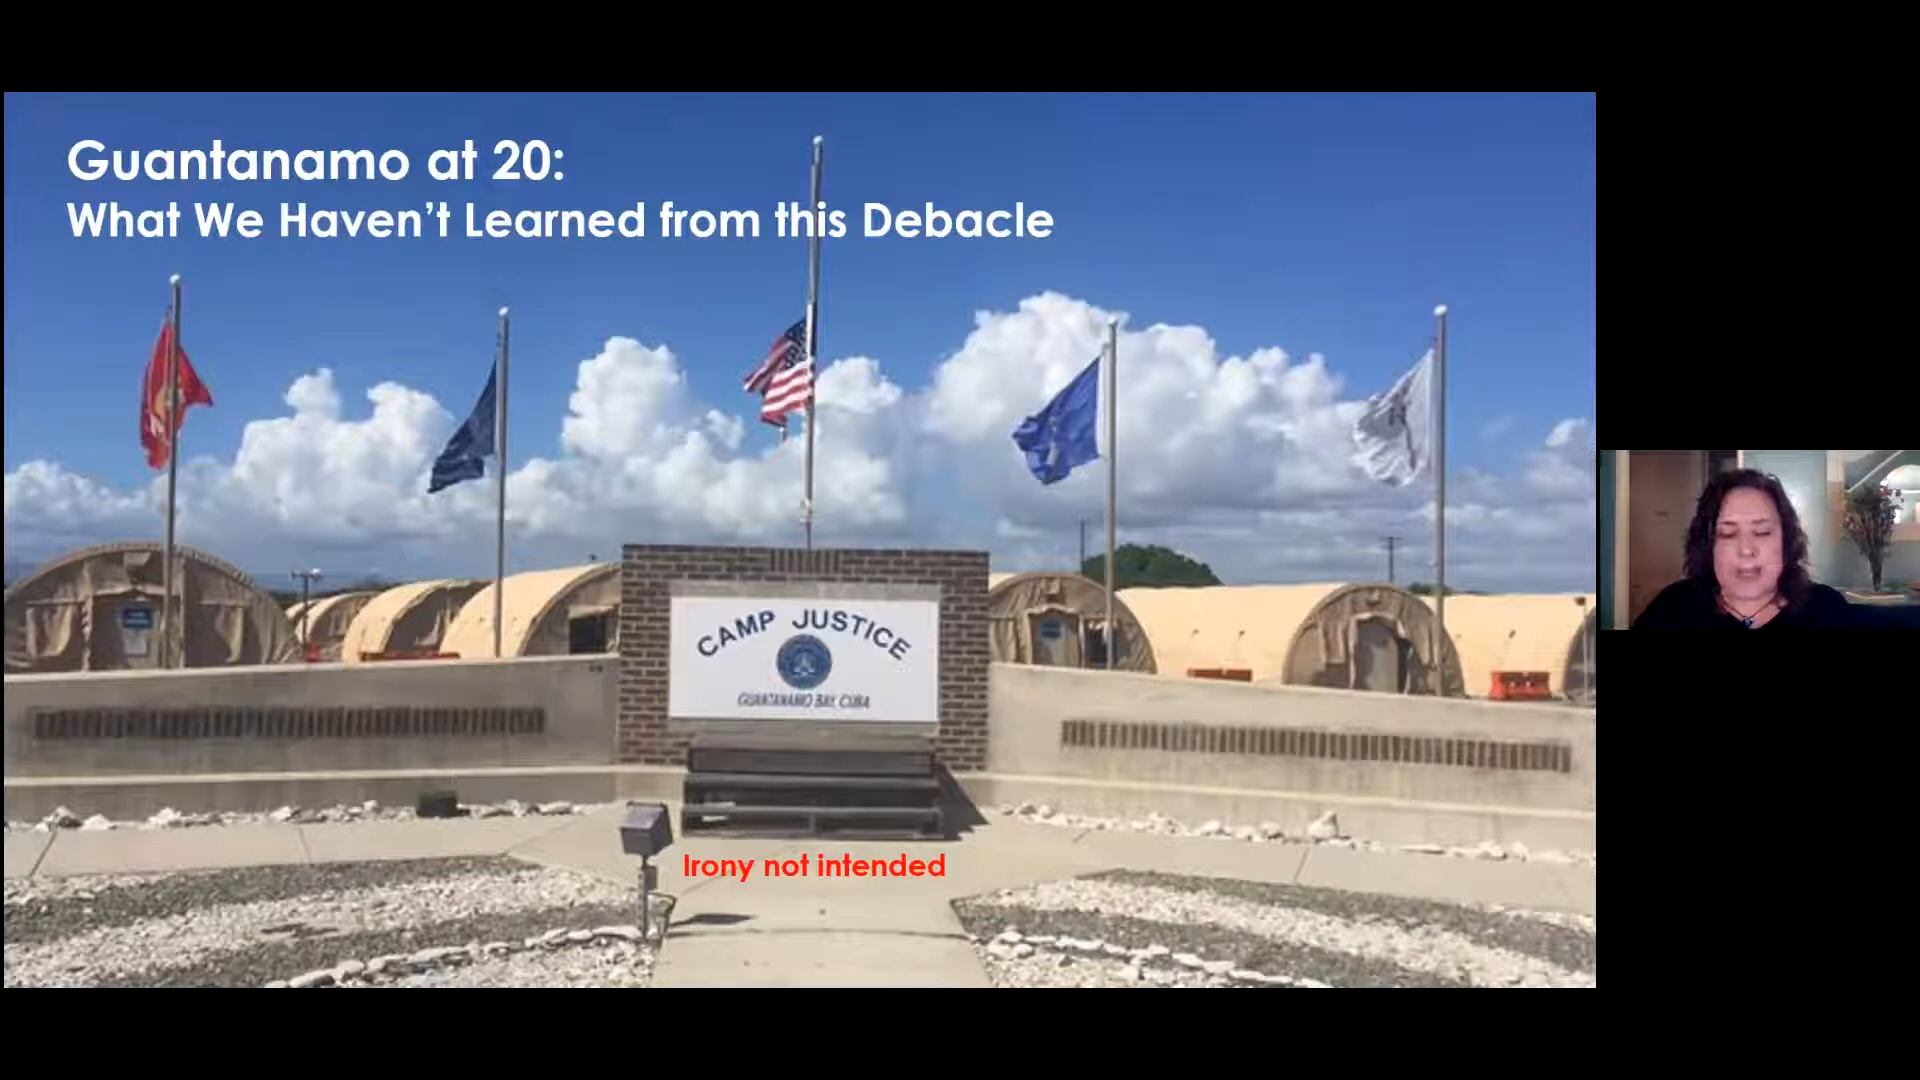 Guantanamo at 20:
What We Haven’t Learned from this Debacle
CAMP JUSTICE
GUANTANAMO BAY, CUBA
Irony not intended